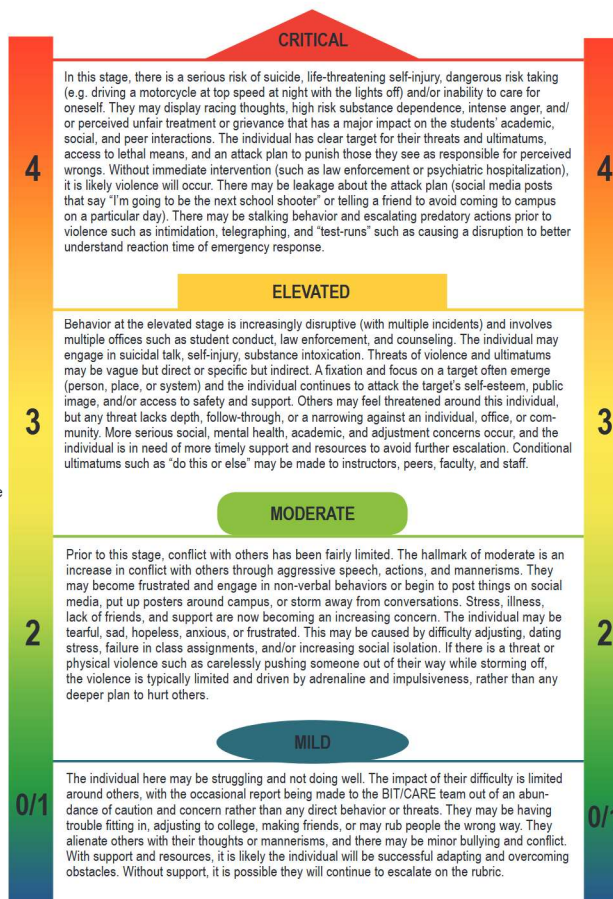 CRITICAL
In this stage, there is a serious risk of suicide, life-threatening self-injury, dangerous risk taking
(e.g. driving a motorcycle at top speed at night with the lights off) and/or inability to care for
oneself. They may display racing thoughts, high risk substance dependence, intense anger, and/
or perceived unfair treatment or grievance that has a major impact on the students' academic,
social, and peer interactions. The individual has clear target for their threats and ultimatums,
access to lethal means, and an attack plan to punish those they see as responsible for perceived
wrongs. Without immediate intervention (such as law enforcement or psychiatric hospitalization),
it is likely violence will occur. There may be leakage about the attack plan (social media posts
that say "I'm going to be the next school shooter" or telling a friend to avoid coming to campus
on a particular day). There may be stalking behavior and escalating predatory actions prior to
violence such as intimidation, telegraphing, and "test-runs" such as causing a disruption to better
understand reaction time of emergency response.
4
4
ELEVATED
Behavior at the elevated stage is increasingly disruptive (with multiple incidents) and involves
multiple offices such as student conduct, law enforcement, and counseling. The individual may
engage in suicidal talk, self-injury, substance intoxication. Threats of violence and ultimatums
may be vague but direct or specific but indirect. A fixation and focus on a target often emerge
(person, place, or system) and the individual continues to attack the target's self-esteem, public
image, and/or access to safety and support. Others may feel threatened around this individual,
but any threat lacks depth, follow-through, or a narrowing against an individual, office, or com-
munity. More serious social, mental health, academic, and adjustment concerns occur, and the
individual is in need of more timely support and resources to avoid further escalation. Conditional
ultimatums such as "do this or else" may be made to instructors, peers, faculty, and staff.
3
3
e
MODERATE
Prior to this stage, conflict with others has been fairly limited. The hallmark of moderate is an
increase in conflict with others through aggressive speech, actions, and mannerisms. They
may become frustrated and engage in non-verbal behaviors or begin to post things on social
media, put up posters around campus, or storm away from conversations. Stress, illness,
lack of friends, and support are now becoming an increasing concern. The individual may be
tearful, sad, hopeless, anxious, or frustrated. This may be caused by difficulty adjusting, dating
stress, failure in class assignments, and/or increasing social isolation. If there is a threat or
physical violence such as carelessly pushing someone out of their way while storming off,
the violence is typically limited and driven by adrenaline and impulsiveness, rather than any
deeper plan to hurt others.
2
2
MILD
The individual here may be struggling and not doing well. The impact of their difficulty is limited
around others, with the occasional report being made to the BIT/CARE team out of an abun-
dance of caution and concern rather than any direct behavior or threats. They may be having
trouble fitting in, adjusting to college, making friends, or may rub people the wrong way. They
alienate others with their thoughts or mannerisms, and there may be minor bullying and conflict.
With support and resources, it is likely the individual will be successful adapting and overcoming
obstacles. Without support, it is possible they will continue to escalate on the rubric.
0/1
0/1